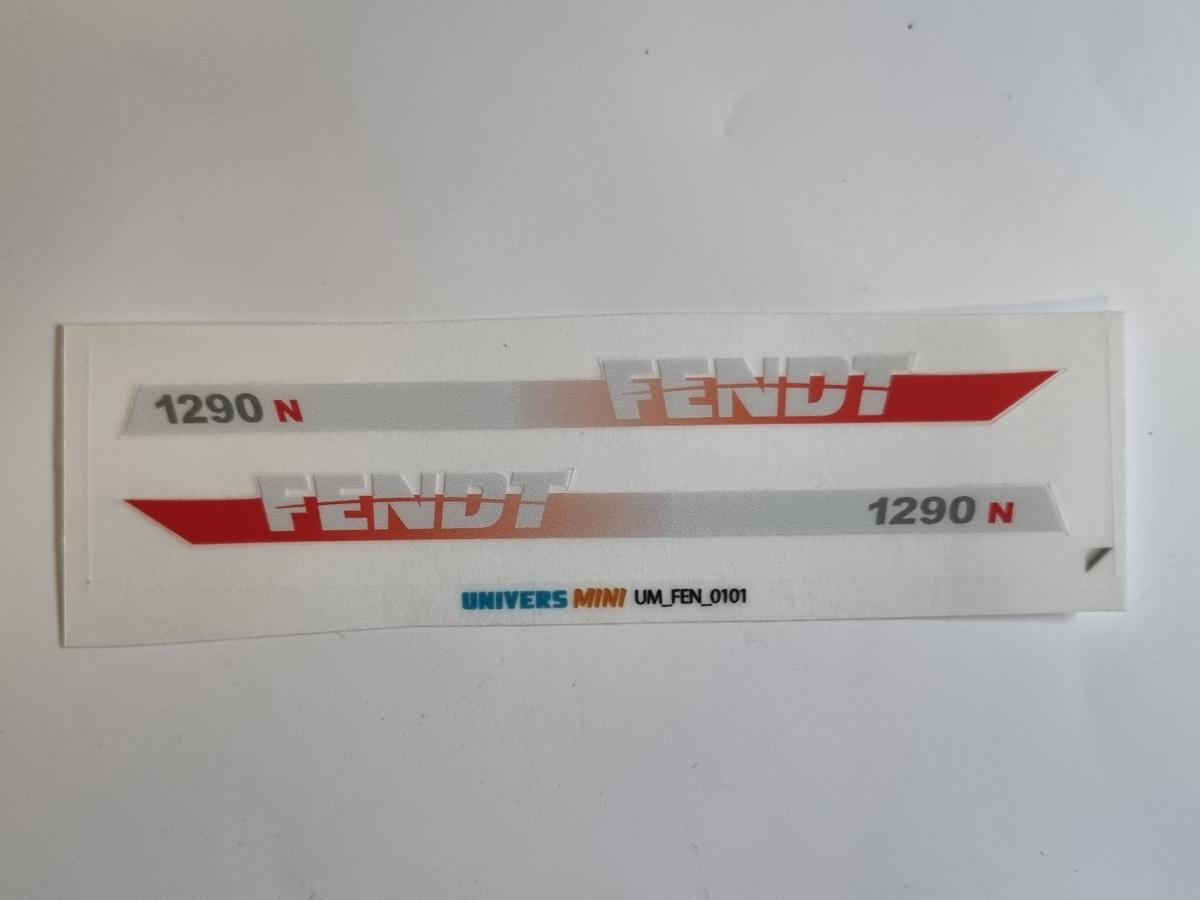 1290 N FENDT
FENDT 1290 N
UNIVERS MINI UM_FEN_0101